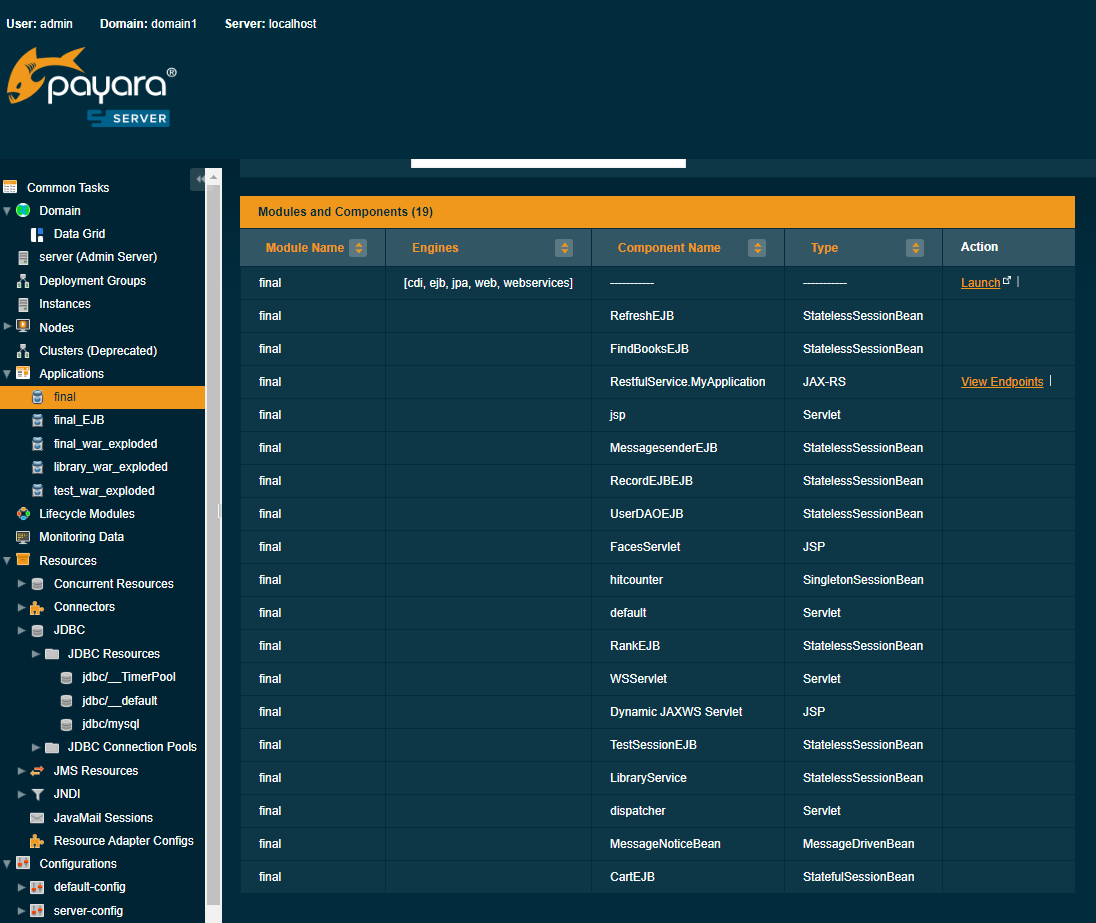 User: admin Domain: domain1 Server: localhost
payara®
SERVER
Common Tasks
Domain
Data Grid
server (Admin Server)
Deployment Groups
Instances
Nodes
Clusters (Deprecated)
Applications
final
final_EJB
final_war_exploded
library_war_exploded
test_war_exploded
Lifecycle Modules
Monitoring Data
Resources
Concurrent Resources
Connectors
JDBC
JDBC Resources
jdbc/__TimerPool
jdbc/__default
jdbc/mysql
JDBC Connection Pools
JMS Resources
JNDI
JavaMail Sessions
Resource Adapter Configs
Configurations
default-config
server-config
Modules and Components (19)
Module Name Engines Component Name Type Action
final [cdi, ejb, jpa, web, webservices] ----------- ----------- Launch |
final RefreshEJB StatelessSessionBean
final FindBooksEJB StatelessSessionBean
final RestfulService.MyApplication JAX-RS View Endpoints |
final jsp Servlet
final MessagesenderEJB StatelessSessionBean
final RecordEJBEJB StatelessSessionBean
final UserDAOEJB StatelessSessionBean
final FacesServlet JSP
final hitcounter SingletonSessionBean
final default Servlet
final RankEJB StatelessSessionBean
final WSServlet Servlet
final Dynamic JAXWS Servlet JSP
final TestSessionEJB StatelessSessionBean
final LibraryService StatelessSessionBean
final dispatcher Servlet
final MessageNoticeBean MessageDrivenBean
final CartEJB StatefulSessionBean